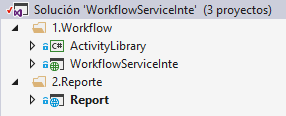 Solución 'WorkflowServiceInte' (3 proyectos)
1.Workflow
C# ActivityLibrary
WorkflowServiceInte
2.Reporte
Report